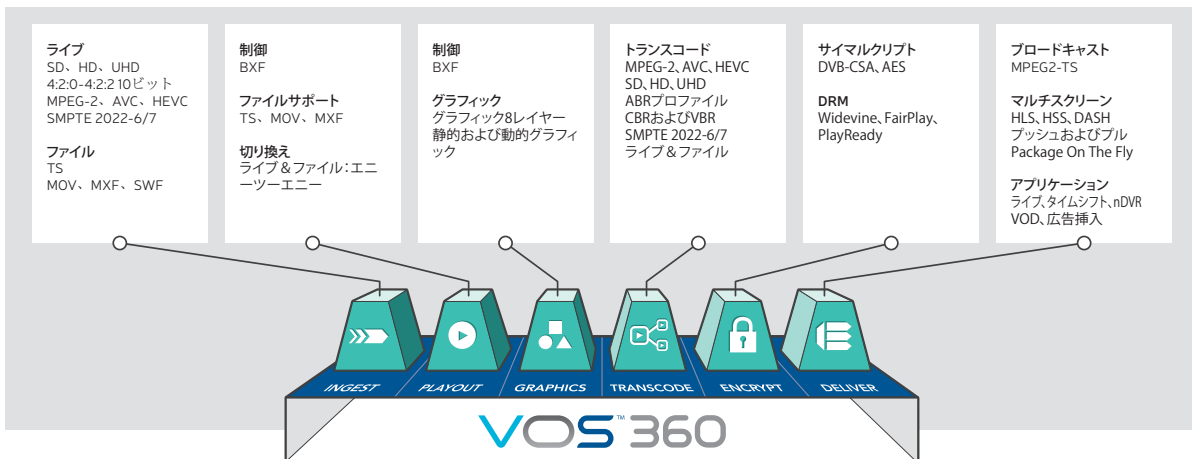 ライブ
SD、HD、UHD
4:2:0-4:2:2 10ビット
MPEG-2、AVC、HEVC
SMPTE 2022-6/7
ファイル
TS
MOV、MXF、SWF
制御
BXF
ファイルサポート
TS、MOV、MXF
切り換え
ライブ&ファイル:エニ
ーツーエニー
制御
BXF
グラフィック
グラフィック8レイヤー
静的および動的グラフィ
ック
トランスコード
MPEG-2、AVC、HEVC
SD、HD、UHD
ABRプロファイル
CBRおよびVBR
SMPTE 2022-6/7
ライブ&ファイル
サイマルクリプト
DVB-CSA、AES
DRM
Widevine、FairPlay、
PlayReady
ブロードキャスト
MPEG2-TS
マルチスクリーン
HLS、HSS、DASH
プッシュおよびプル
Package On The Fly
アプリケーション
ライブ、タイムシフト、nDVR
VOD、広告挿入
INGEST
PLAYOUT
GRAPHICS
TRANSCODE
ENCRYPT
DELIVER
VOS™360